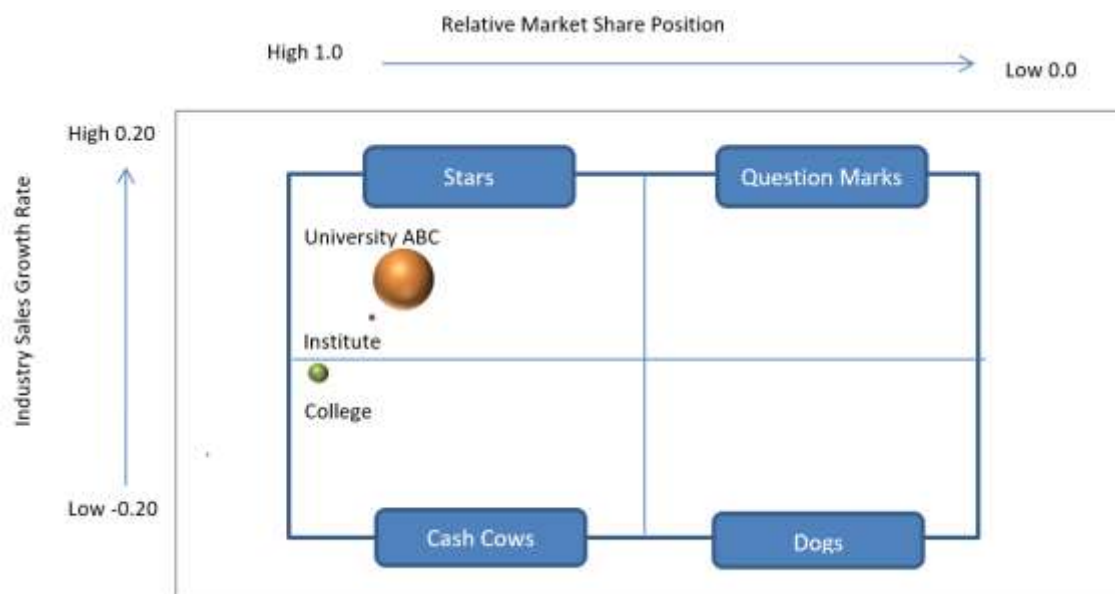 Relative Market Share Position
High 1.0
Low 0.0
High 0.20
Industry Sales Growth Rate
Low -0.20
Stars
Question Marks
University ABC
Institute
College
Cash Cows
Dogs